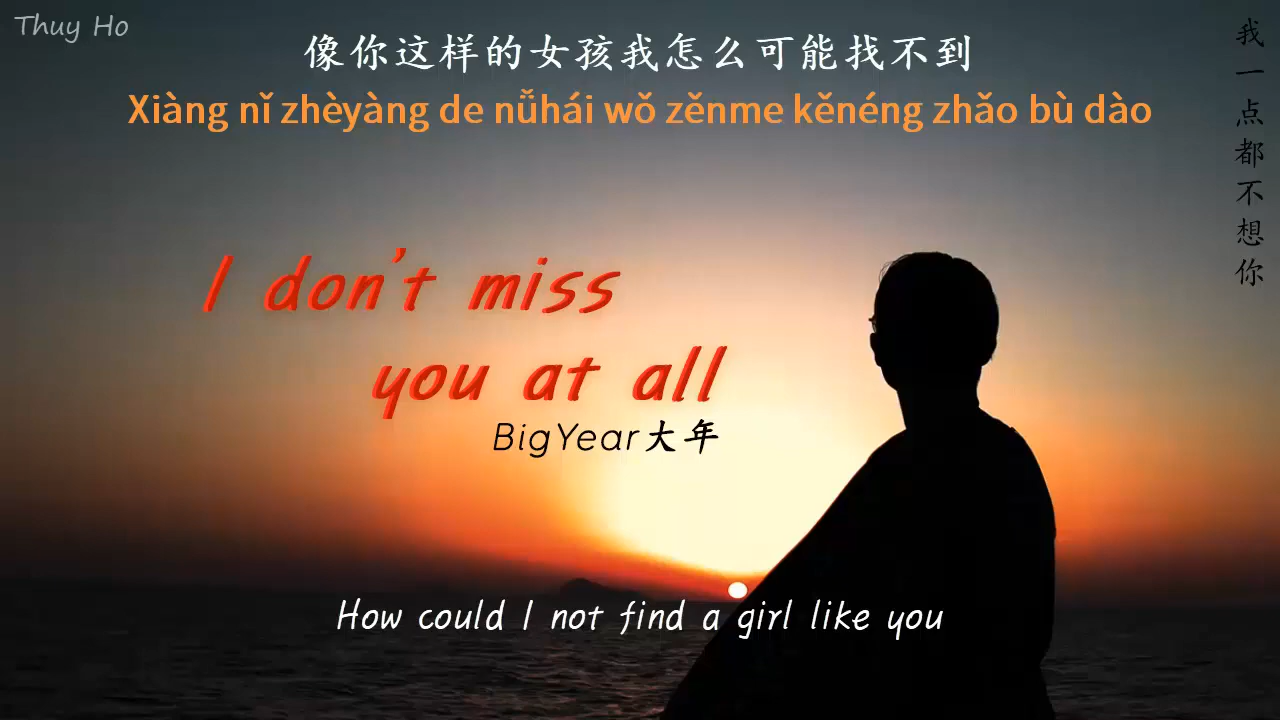 Thuy Ho
像你这样的女孩我怎么可能找不到
Xiàng nǐ zhèyàng de nǚhái wǒ zěnme kěnéng zhǎo bù dào
我一点都不想你
I don't miss
you at all
BigYear大年
How could I not find a girl like you